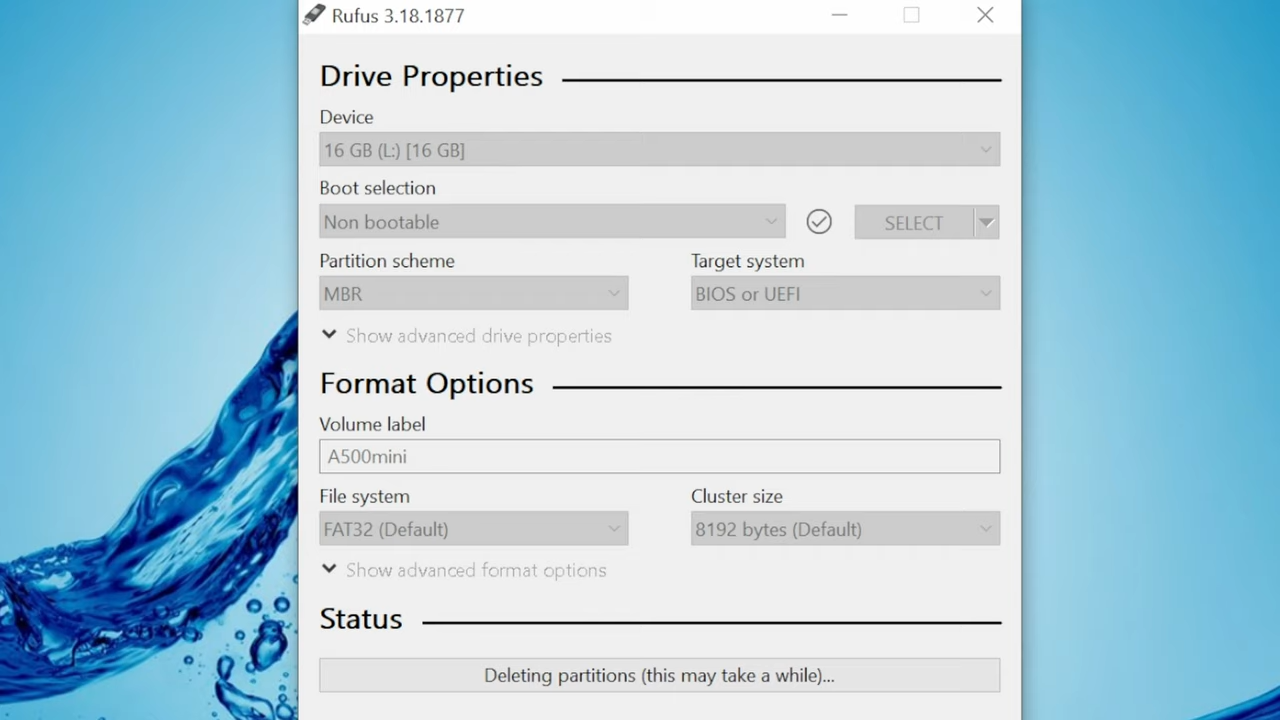 Rufus 3.18.1877
Drive Properties
Device
16 GB (L:) [16 GB]
Boot selection
Non bootable
SELECT
Partition scheme
Target system
MBR
BIOS or UEFI
Show advanced drive properties
Format Options
Volume label
A500mini
File system
Cluster size
FAT32 (Default)
8192 bytes (Default)
Show advanced format options
Status
Deleting partitions (this may take a while)...